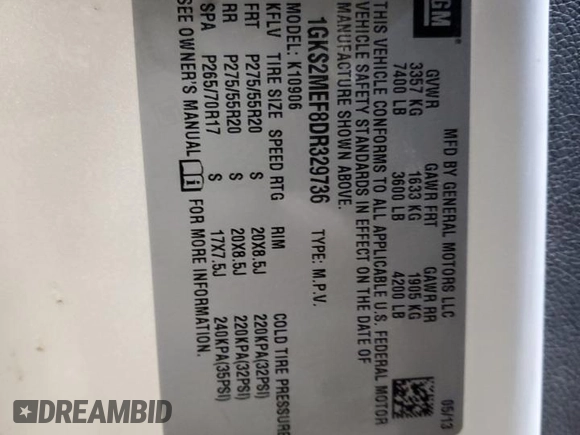 GM
MFD BY GENERAL MOTORS LLC
05/13
GVWR GAWR FRT GAWR RR
3357 KG 1633 KG 1905 KG
7400 LB 3600 LB 4200 LB
THIS VEHICLE CONFORMS TO ALL APPLICABLE U.S. FEDERAL MOTOR
VEHICLE SAFETY STANDARDS IN EFFECT ON THE DATE OF
MANUFACTURE SHOWN ABOVE.
1GKS2MEF8DR329736 TYPE: M.P.V.
KFLV MODEL: K10906
TIRE SIZE SPEED RTG RIM COLD TIRE PRESSURE
FRT P275/55R20 S 20X8.5J 220KPA(32PSI)
RR P275/55R20 S 20X8.5J 220KPA(32PSI)
SPA P265/70R17 S 17X7.5J 240KPA(35PSI)
SEE OWNER'S MANUAL FOR MORE INFORMATION.
DREAMBID